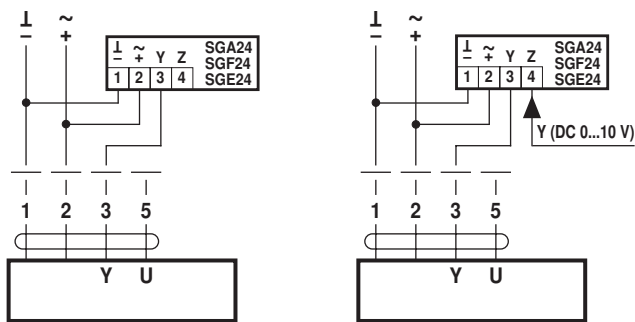 ⊥ ~
− +
⊥ ~ Y Z
− +
1 2 3 4
SGA24
SGF24
SGE24
1 2 3 5
Y U
⊥ ~
− +
⊥ ~ Y Z
− +
1 2 3 4
SGA24
SGF24
SGE24
Y (DC 0...10 V)
1 2 3 5
Y U